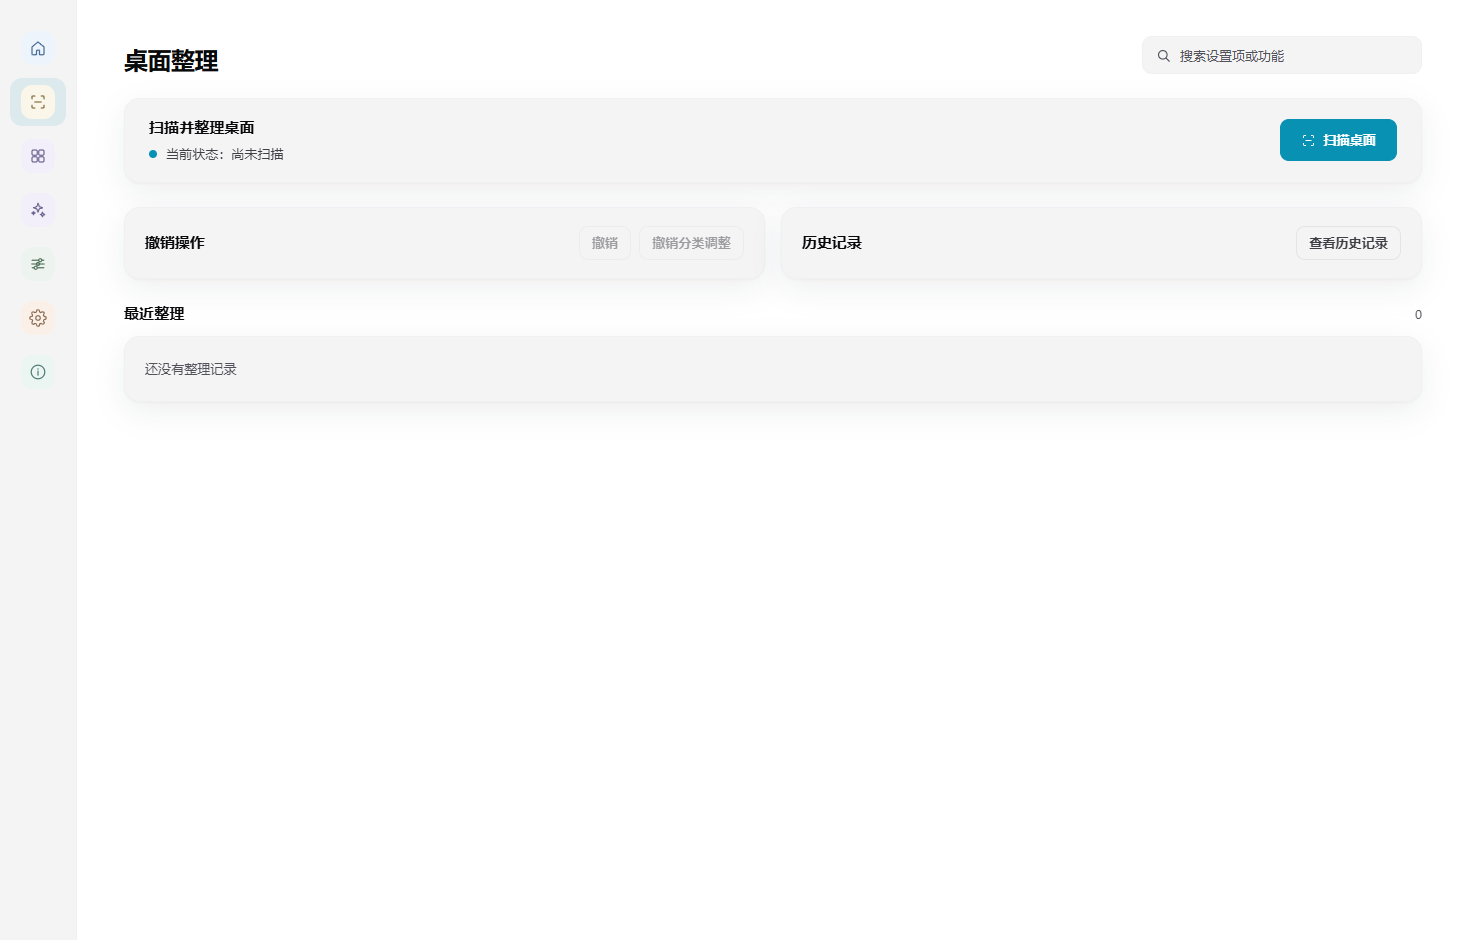 桌面整理
搜索设置项或功能
扫描并整理桌面
当前状态：尚未扫描
扫描桌面
撤销操作
撤销
撤销分类调整
历史记录
查看历史记录
最近整理
0
还没有整理记录